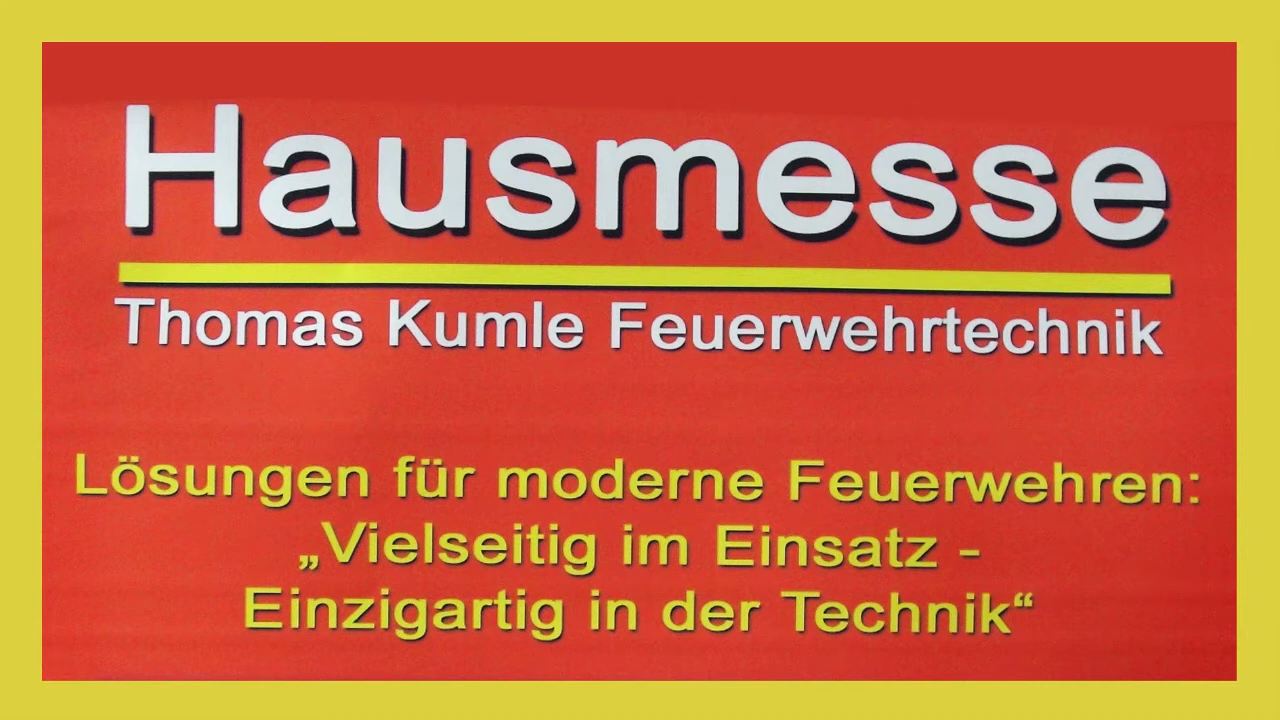 Hausmesse
Thomas Kumle Feuerwehrtechnik
Lösungen für moderne Feuerwehren:
„Vielseitig im Einsatz -
Einzigartig in der Technik“